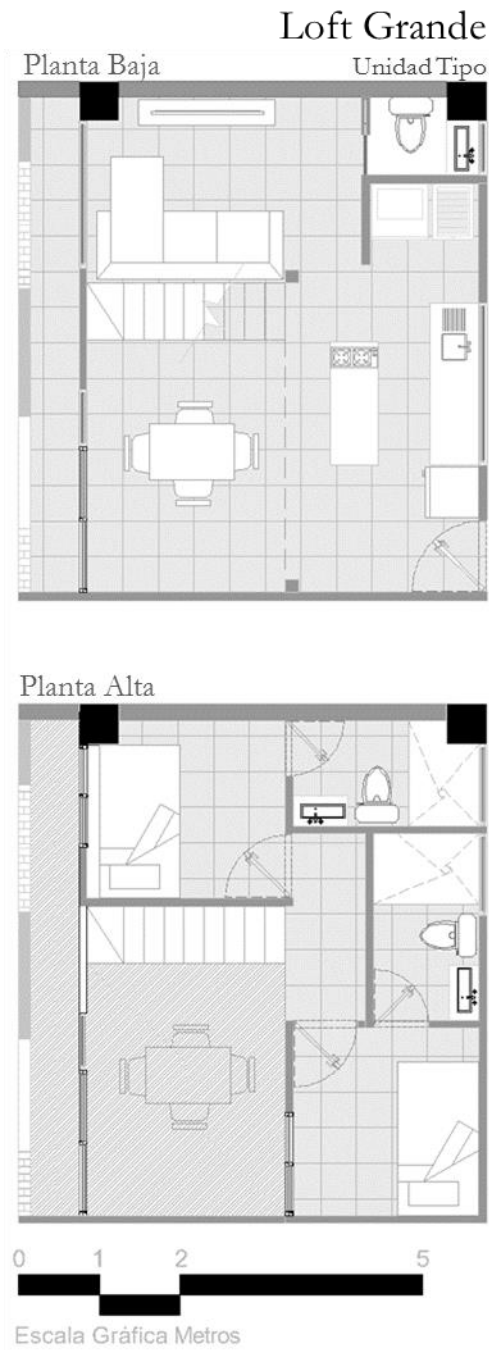 Loft Grande
Planta Baja
Unidad Tipo
Planta Alta
0 1 2 5
Escala Gráfica Metros